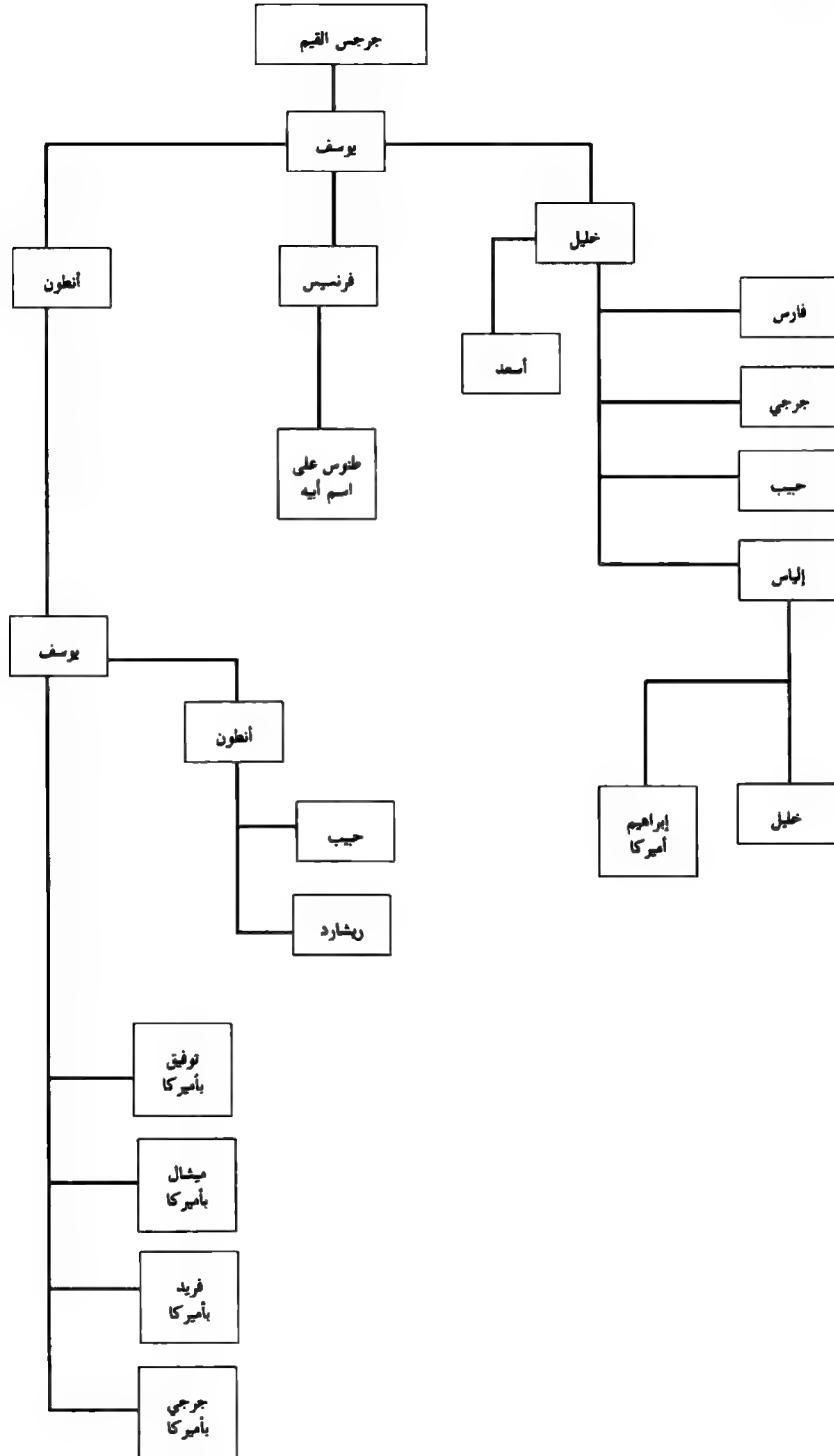 جرجس القيم
يوسف
خليل
فرنسيس
أنطون
فارس
أسعد
جرجي
طنوس على
اسم أبيه
حبيب
إلياس
يوسف
أنطون
خليل
إبراهيم
أميركا
حبيب
ريشارد
توفيق
بأميركا
ميشال
بأميركا
فريد
بأميركا
جرجي
بأميركا